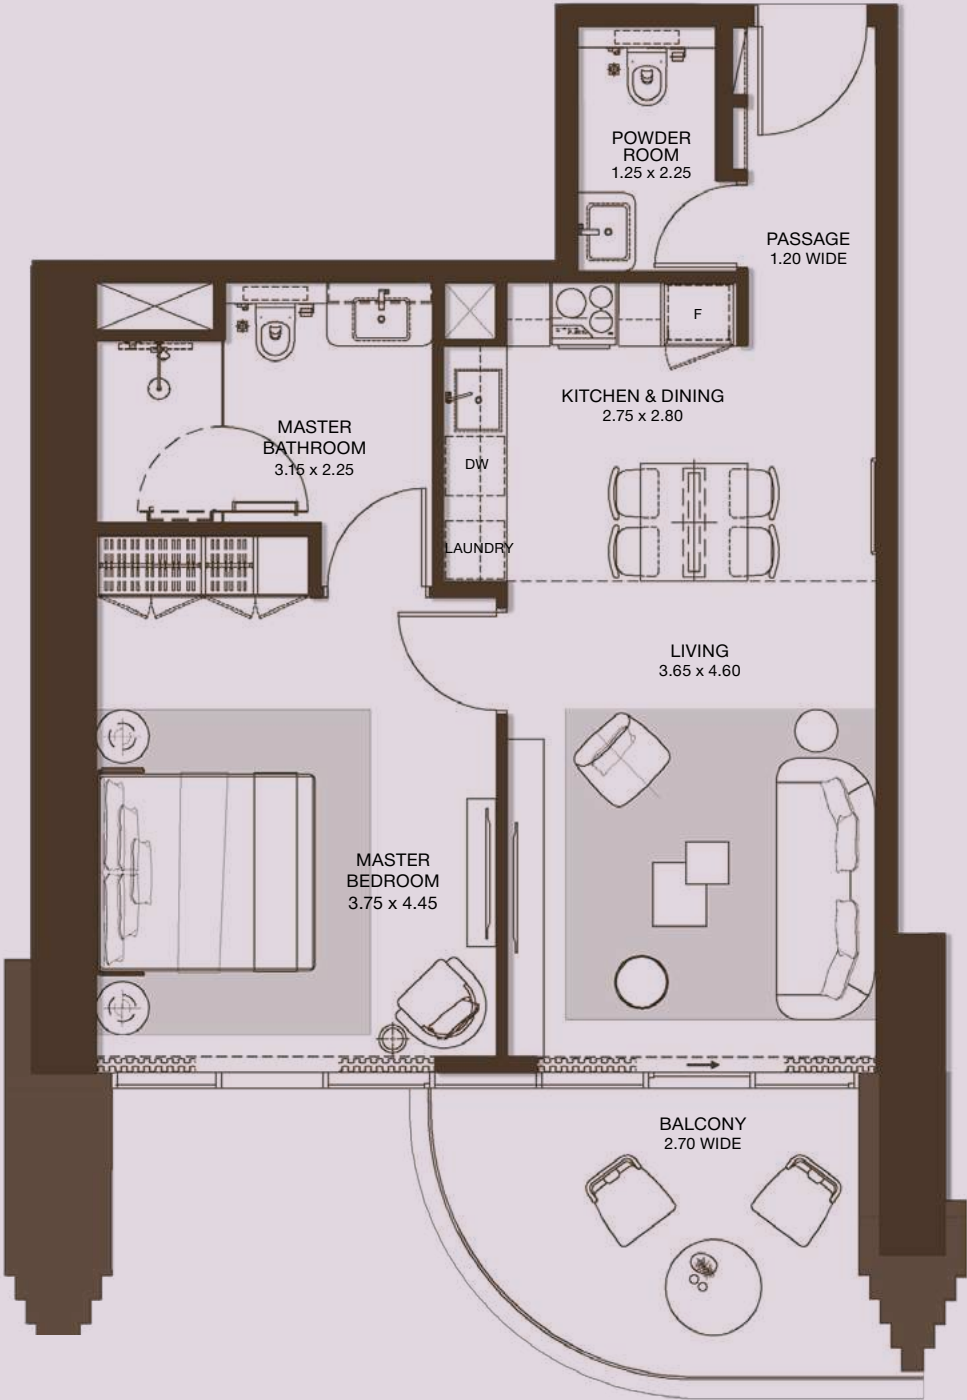 POWDER
ROOM
1.25 x 2.25
PASSAGE
1.20 WIDE
F
KITCHEN & DINING
2.75 x 2.80
MASTER
BATHROOM
3.15 x 2.25
DW
LAUNDRY
LIVING
3.65 x 4.60
MASTER
BEDROOM
3.75 x 4.45
BALCONY
2.70 WIDE